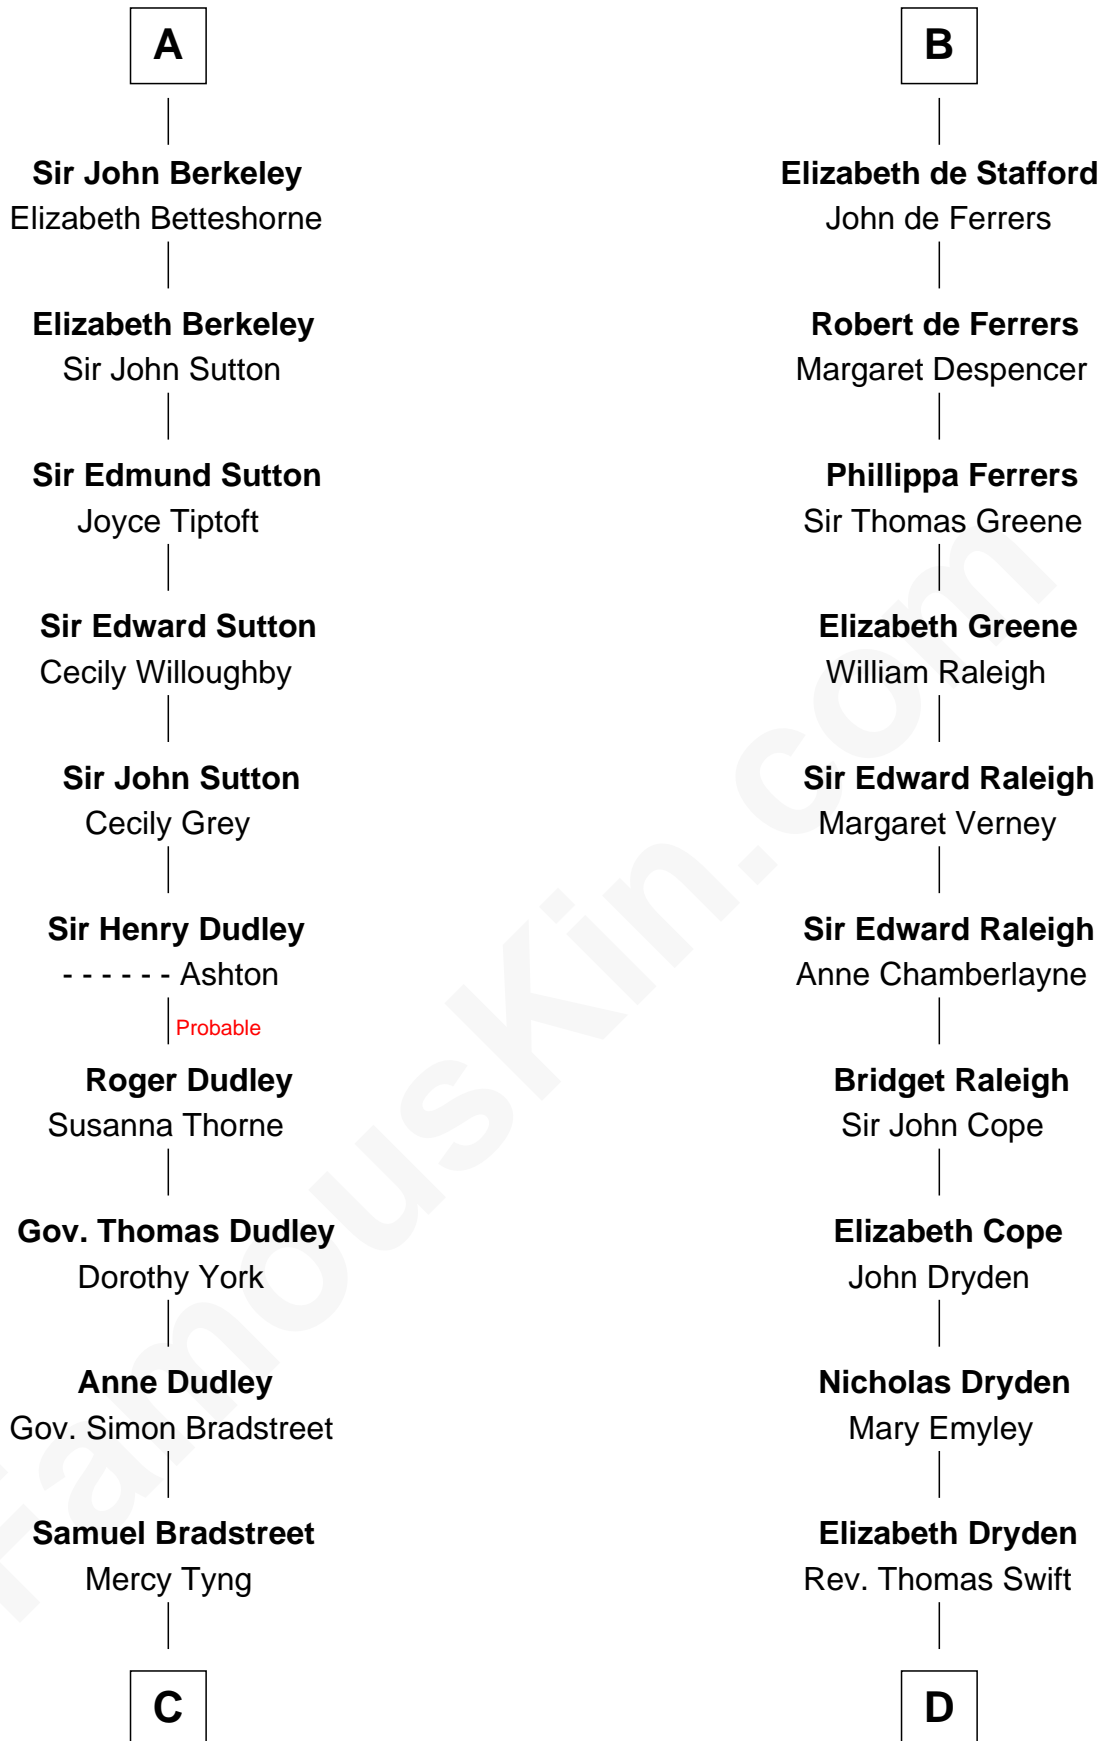 A
Sir John Berkeley
Elizabeth Betteshorne
Elizabeth Berkeley
Sir John Sutton
Sir Edmund Sutton
Joyce Tiptoft
Sir Edward Sutton
Cecily Willoughby
Sir John Sutton
Cecily Grey
Sir Henry Dudley
- - - - - - Ashton
Probable
Roger Dudley
Susanna Thorne
Gov. Thomas Dudley
Dorothy York
Anne Dudley
Gov. Simon Bradstreet
Samuel Bradstreet
Mercy Tyng
C
B
Elizabeth de Stafford
John de Ferrers
Robert de Ferrers
Margaret Despencer
Phillippa Ferrers
Sir Thomas Greene
Elizabeth Greene
William Raleigh
Sir Edward Raleigh
Margaret Verney
Sir Edward Raleigh
Anne Chamberlayne
Bridget Raleigh
Sir John Cope
Elizabeth Cope
John Dryden
Nicholas Dryden
Mary Emyley
Elizabeth Dryden
Rev. Thomas Swift
D
FamousKin.com